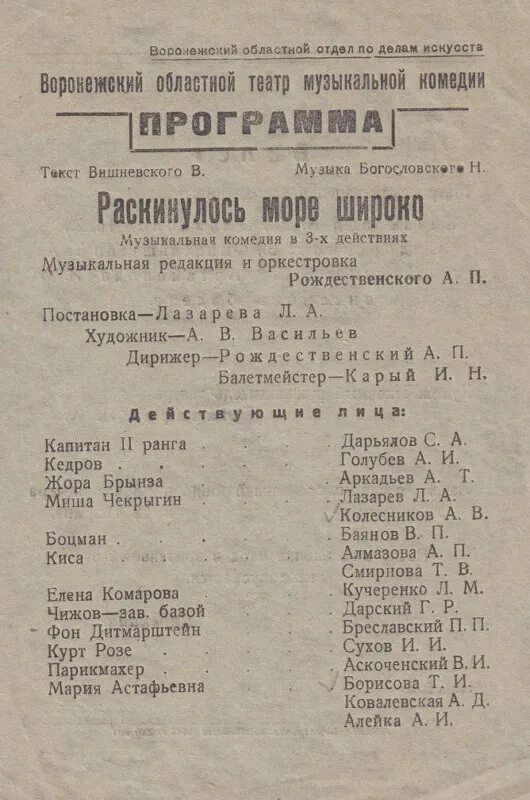 Воронежский областной отдел по делам искусств
Воронежский областной театр музыкальной комедии
ПРОГРАММА
Текст Вишневского В. Музыка Богословского Н.
Раскинулось море широко
Музыкальная комедия в 3-х действиях
Музыкальная редакция и оркестровка
Рождественского А. П.
Постановка—Лазарева Л. А.
Художник—А. В. Васильев
Дирижер—Рождественский А. П.
Балетмейстер—Карый И. Н.
Действующие лица:
Капитан II ранга . . . . Дарьялов С. А.
Кедров . . . . . Голубев А. И.
Жора Брынза . . . . Аркадьев А. Т.
Миша Чекрыгин . . . . Лазарев Л. А.
Колесников А. В.
Боцман . . . . . Баянов В. П.
Киса . . . . . Алмазова А. П.
Смирнова Т. В.
Елена Комарова . . . . Кучеренко Л. М.
Чижов—зав. базой . . . Дарский Г. Р.
Фон Дитмарштейн . . . Бреславский П. П.
Курт Розе . . . . Сухов И. И.
Парикмахер . . . . Аскоченский В. И.
Мария Астафьевна . . . Борисова Т. И.
Ковалевская А. Д.
Алейка А. И.